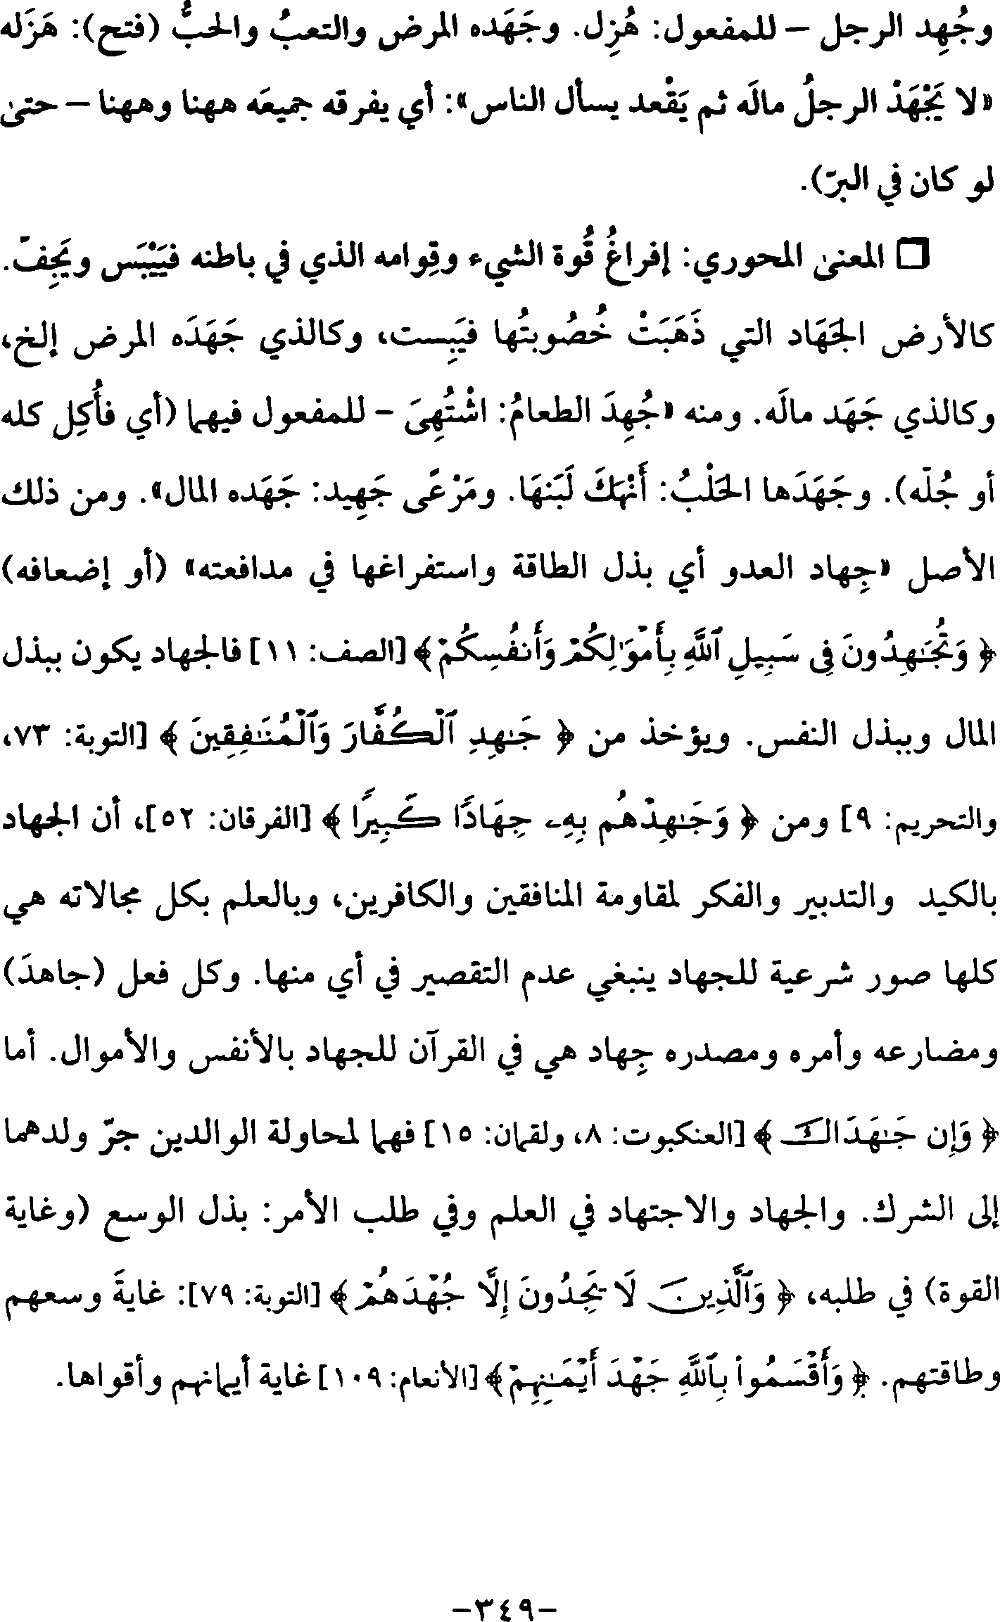 وجُهِد الرجل – للمفعول: هُزِل. وجَهَده المرض والتعبُ والحبُّ (فتح): هَزَله
«لا يَجْهَدْ الرجلُ مالَه ثم يَقْعد يسأل الناس»: أي يفرقه جميعَه ههنا وههنا – حتىٰ
لو كان في البرّ).
□ المعنىٰ المحوري: إفراغُ قُوة الشيء وقِوامه الذي في باطنه فيَيْبَس ويَجِفّ.
كالأرض الجَهَاد التي ذَهَبَتْ خُصُوبتُها فيَبِست، وكالذي جَهَدَه المرض إلخ،
وكالذي جَهَد مالَه. ومنه «جُهِدَ الطعامُ: اشْتُهِىَ – للمفعول فيهما (أي فأُكِل كله
أو جُلّه). وجَهَدَها الحَلْبُ: أَنْهَكَ لَبَنهَا. ومَرْعًى جَهِيد: جَهَده المال». ومن ذلك
الأصل «جِهاد العدو أي بذل الطاقة واستفراغها في مدافعته» (أو إضعافه)
﴿ وَتُجَـٰهِدُونَ فِى سَبِيلِ ٱللَّهِ بِأَمْوَٰلِكُمْ وَأَنفُسِكُمْ ﴾ [الصف: ١١] فالجهاد يكون ببذل
المال وببذل النفس. ويؤخذ من ﴿ جَـٰهِدِ ٱلْكُفَّارَ وَٱلْمُنَـٰفِقِينَ ﴾ [التوبة: ٧٣،
والتحريم: ٩] ومن ﴿ وَجَـٰهِدْهُم بِهِۦ جِهَادًا كَبِيرًا ﴾ [الفرقان: ٥٢]، أن الجهاد
بالكيد والتدبير والفكر لمقاومة المنافقين والكافرين، وبالعلم بكل مجالاته هي
كلها صور شرعية للجهاد ينبغي عدم التقصير في أي منها. وكل فعل (جاهدَ)
ومضارعه وأمره ومصدره جِهاد هي في القرآن للجهاد بالأنفس والأموال. أما
﴿ وَإِن جَـٰهَدَاكَ ﴾ [العنكبوت: ٨، ولقمان: ١٥] فهما لمحاولة الوالدين جرّ ولدهما
إلى الشرك. والجهاد والاجتهاد في العلم وفي طلب الأمر: بذل الوسع (وغاية
القوة) في طلبه، ﴿ وَٱلَّذِينَ لَا يَجِدُونَ إِلَّا جُهْدَهُمْ ﴾ [التوبة: ٧٩]: غايةَ وسعهم
وطاقتهم. ﴿ وَأَقْسَمُوا۟ بِٱللَّهِ جَهْدَ أَيْمَـٰنِهِمْ ﴾ [الأنعام: ١٠٩] غاية أيمانهم وأقواها.
-٣٤٩-